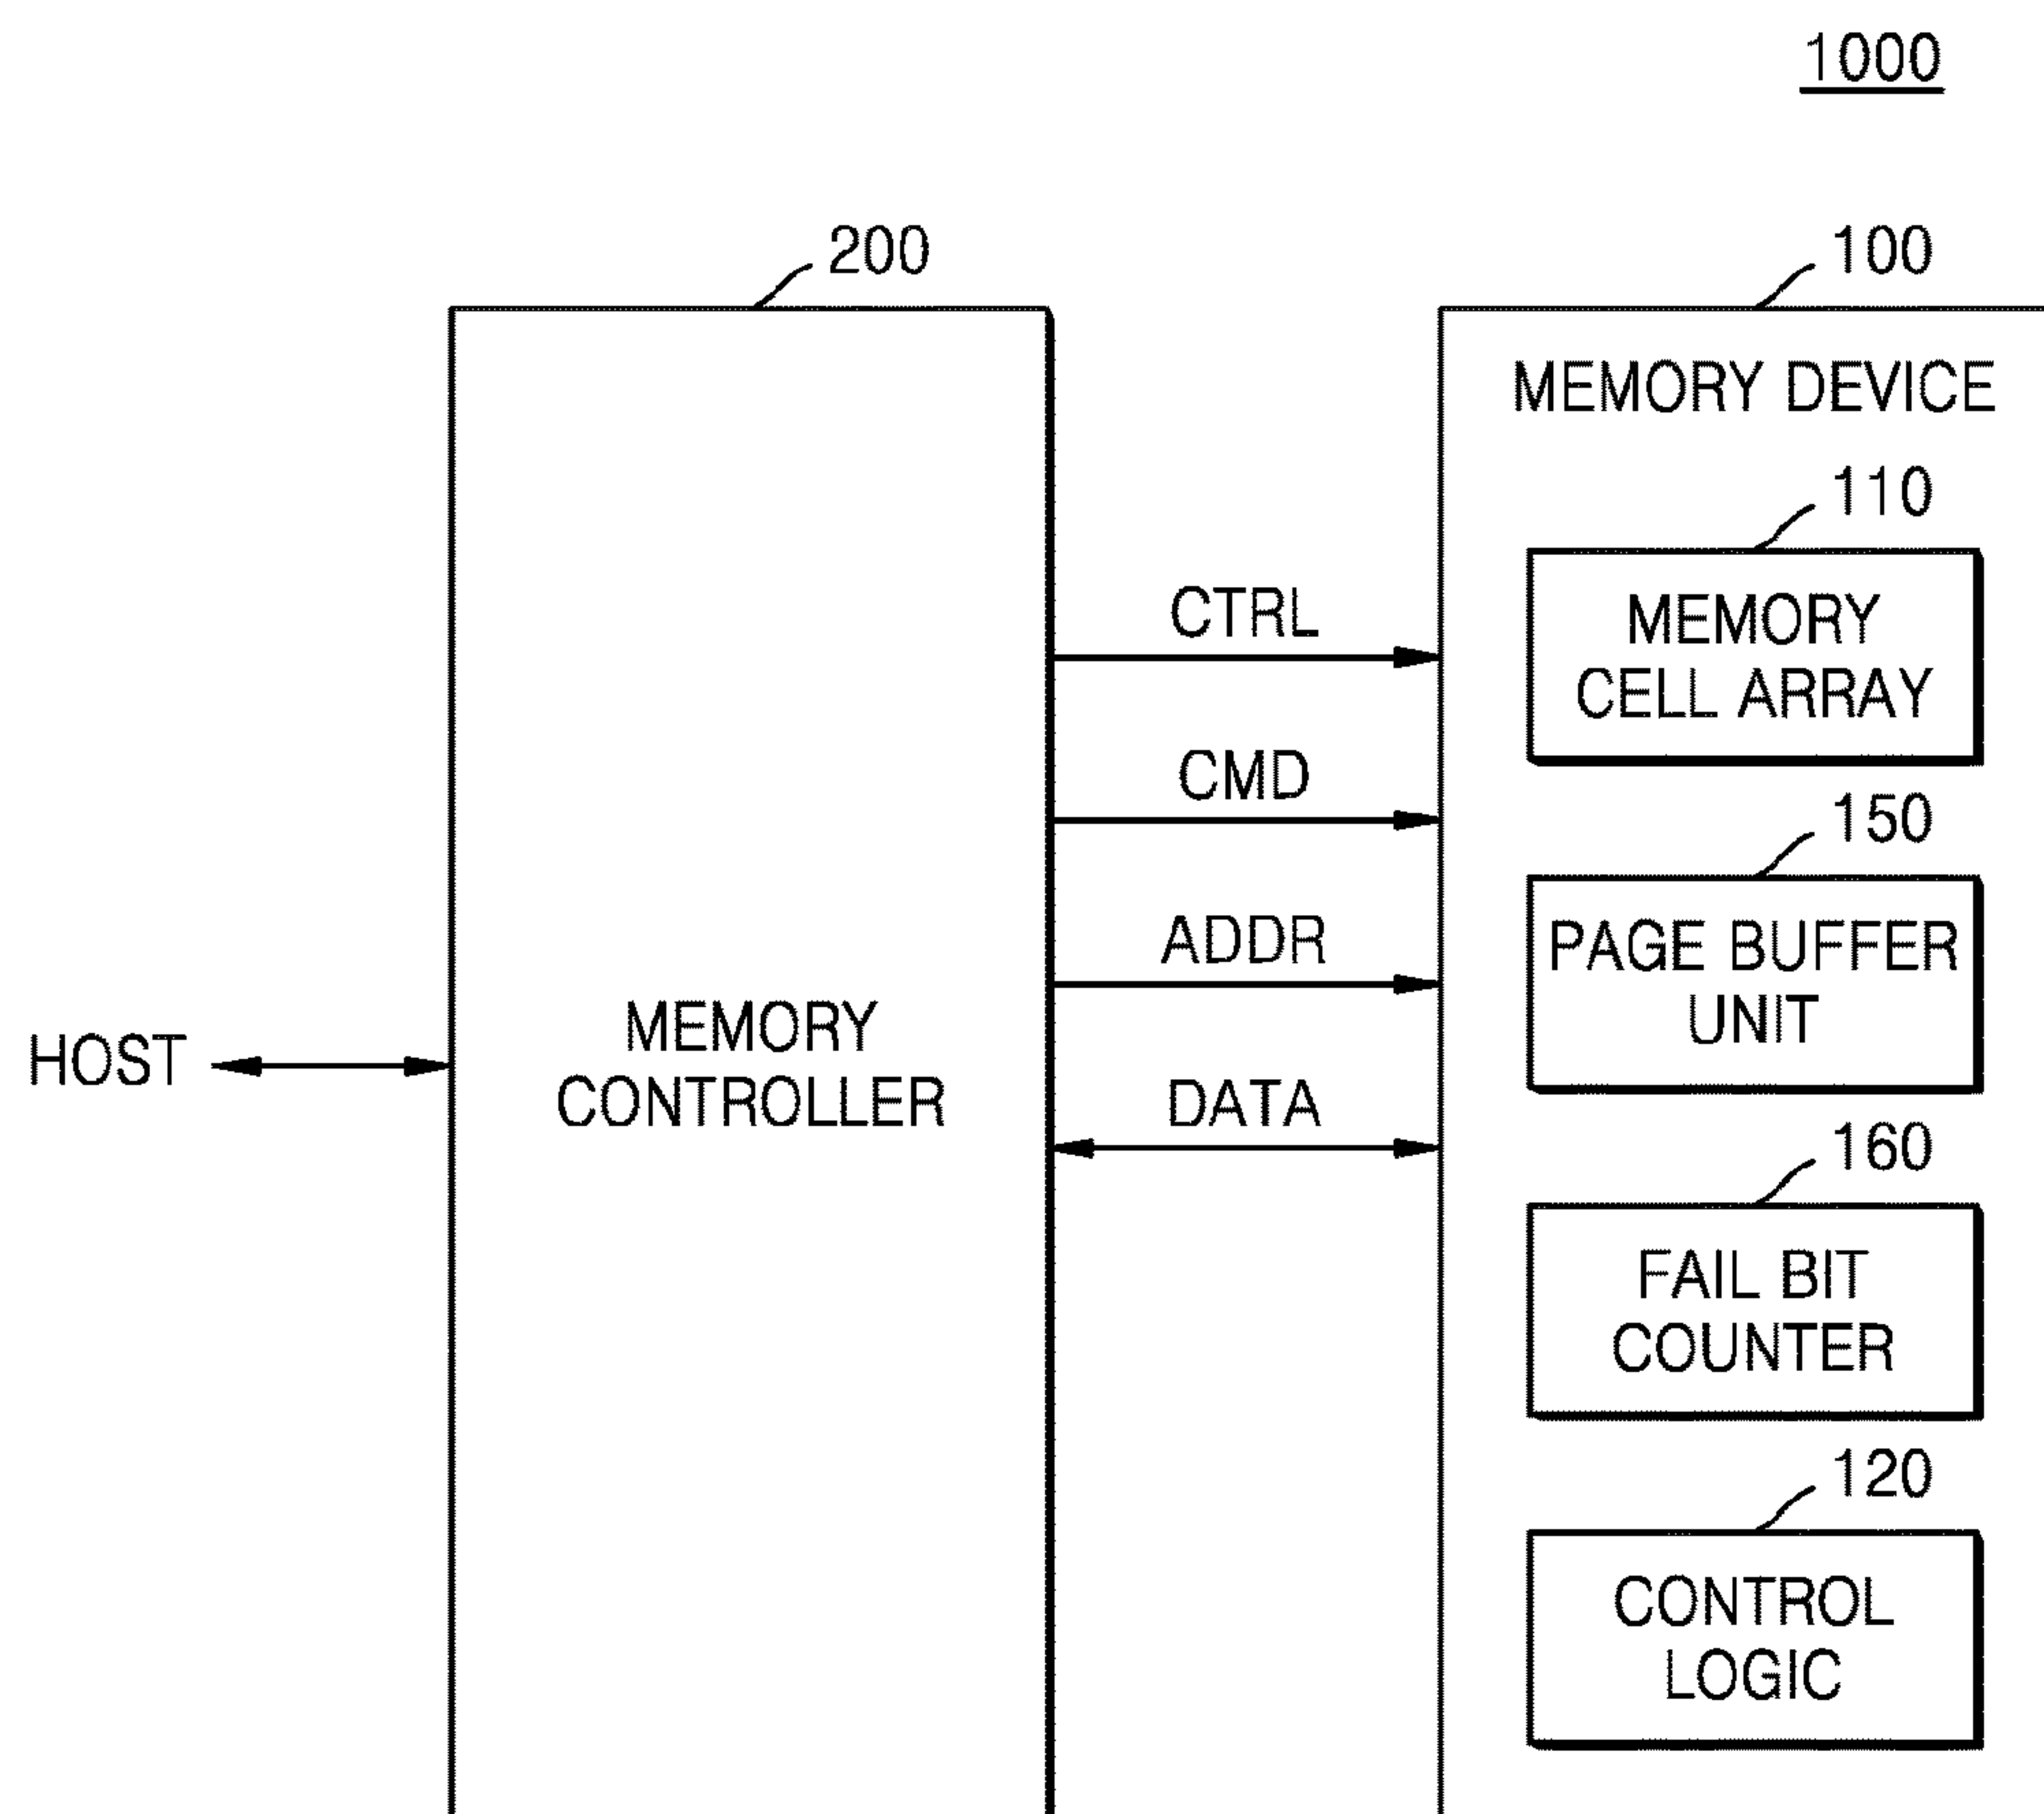 1000
200
100
MEMORY DEVICE
110
MEMORY
CELL ARRAY
CTRL
CMD
150
PAGE BUFFER
UNIT
ADDR
HOST
MEMORY
CONTROLLER
DATA
160
FAIL BIT
COUNTER
120
CONTROL
LOGIC